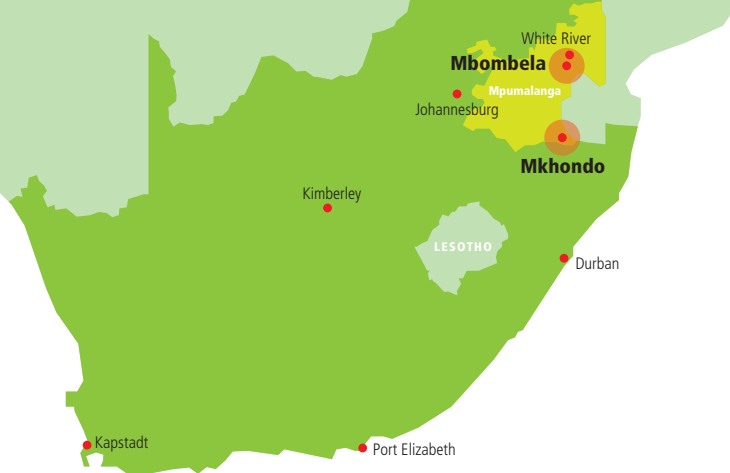 White River
Mbombela
Mpumalanga
Johannesburg
Mkhondo
Kimberley
LESOTHO
Durban
Kapstadt
Port Elizabeth